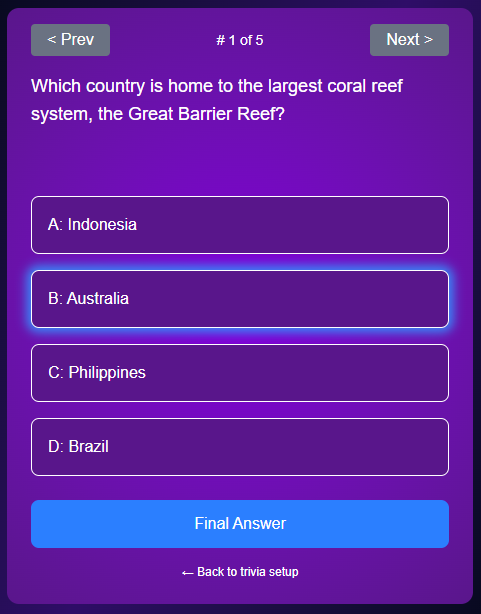 < Prev
# 1 of 5
Next >
Which country is home to the largest coral reef
system, the Great Barrier Reef?
A: Indonesia
B: Australia
C: Philippines
D: Brazil
Final Answer
← Back to trivia setup